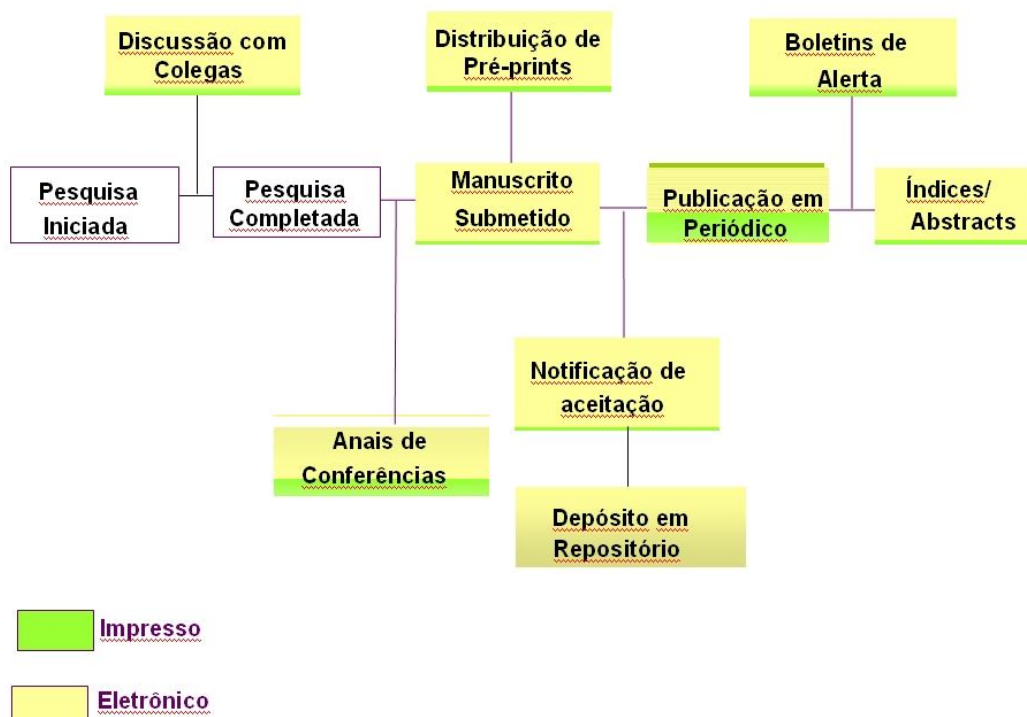 Discussão com
Colegas
Distribuição de
Pré-prints
Boletins de
Alerta
Pesquisa
Iniciada
Pesquisa
Completada
Manuscrito
Submetido
Publicação em
Periódico
Índices/
Abstracts
Notificação de
aceitação
Anais de
Conferências
Depósito em
Repositório
Impresso
Eletrônico